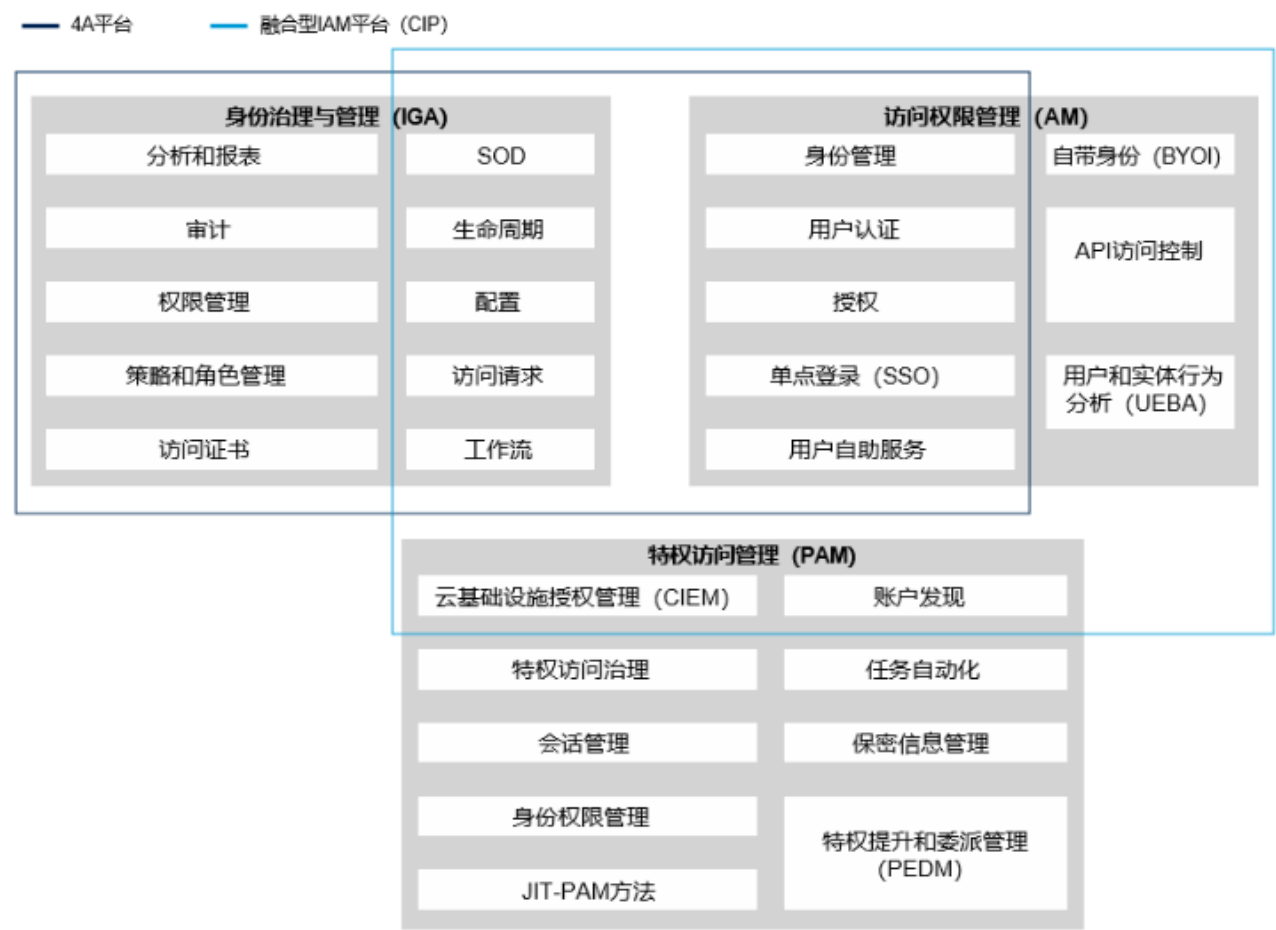 4A平台
融合型IAM平台（CIP）
身份治理与管理（IGA）
分析和报表
SOD
审计
生命周期
权限管理
配置
策略和角色管理
访问请求
访问证书
工作流
访问权限管理（AM）
身份管理
自带身份（BYOI）
用户认证
API访问控制
授权
单点登录（SSO）
用户和实体行为
分析（UEBA）
用户自助服务
特权访问管理（PAM）
云基础设施授权管理（CIEM）
账户发现
特权访问治理
任务自动化
会话管理
保密信息管理
身份权限管理
特权提升和委派管理
（PEDM）
JIT-PAM方法